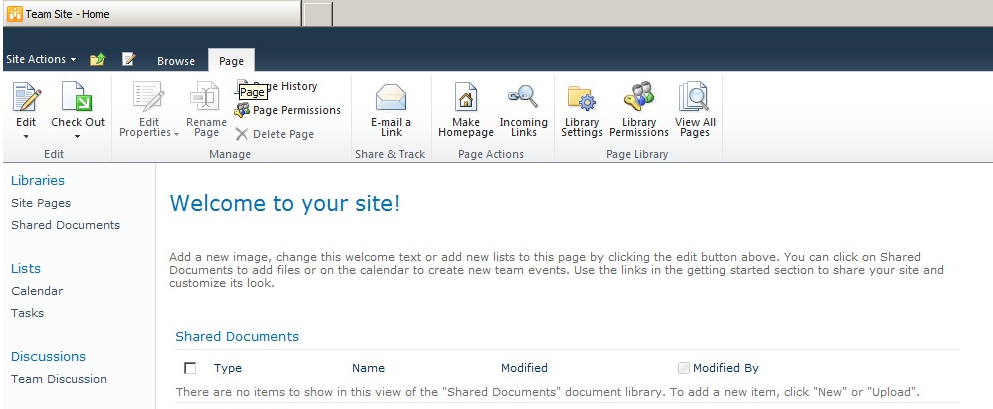 Team Site - Home
Site Actions Browse Page
Page History
Page
Page Permissions
Delete Page
Edit Check Out Edit Properties Rename Page E-mail a Link Make Homepage Incoming Links Library Settings Library Permissions View All Pages
Edit Manage Share & Track Page Actions Page Library
Libraries
Site Pages
Shared Documents
Lists
Calendar
Tasks
Discussions
Team Discussion
Welcome to your site!
Add a new image, change this welcome text or add new lists to this page by clicking the edit button above. You can click on Shared
Documents to add files or on the calendar to create new team events. Use the links in the getting started section to share your site and
customize its look.
Shared Documents
Type Name Modified Modified By
There are no items to show in this view of the "Shared Documents" document library. To add a new item, click "New" or "Upload".